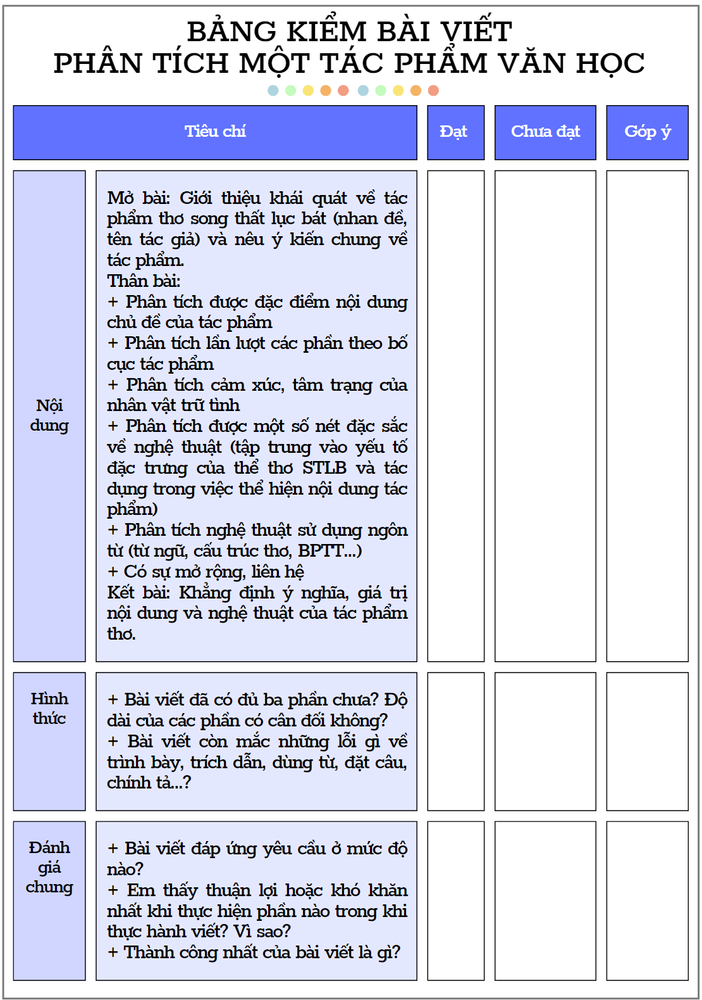 BẢNG KIỂM BÀI VIẾT
PHÂN TÍCH MỘT TÁC PHẨM VĂN HỌC
Tiêu chí
Đạt
Chưa đạt
Góp ý
Nội
dung
Mở bài: Giới thiệu khái quát về tác
phẩm thơ song thất lục bát (nhan đề,
tên tác giả) và nêu ý kiến chung về
tác phẩm.
Thân bài:
+ Phân tích được đặc điểm nội dung
chủ đề của tác phẩm
+ Phân tích lần lượt các phần theo bố
cục tác phẩm
+ Phân tích cảm xúc, tâm trạng của
nhân vật trữ tình
+ Phân tích được một số nét đặc sắc
về nghệ thuật (tập trung vào yếu tố
đặc trưng của thể thơ STLB và tác
dụng trong việc thể hiện nội dung tác
phẩm)
+ Phân tích nghệ thuật sử dụng ngôn
từ (từ ngữ, cấu trúc thơ, BPTT...)
+ Có sự mở rộng, liên hệ
Kết bài: Khẳng định ý nghĩa, giá trị
nội dung và nghệ thuật của tác phẩm
thơ.
Hình
thức
+ Bài viết đã có đủ ba phần chưa? Độ
dài của các phần có cân đối không?
+ Bài viết còn mắc những lỗi gì về
trình bày, trích dẫn, dùng từ, đặt câu,
chính tả...?
Đánh
giá
chung
+ Bài viết đáp ứng yêu cầu ở mức độ
nào?
+ Em thấy thuận lợi hoặc khó khăn
nhất khi thực hiện phần nào trong khi
thực hành viết? Vì sao?
+ Thành công nhất của bài viết là gì?